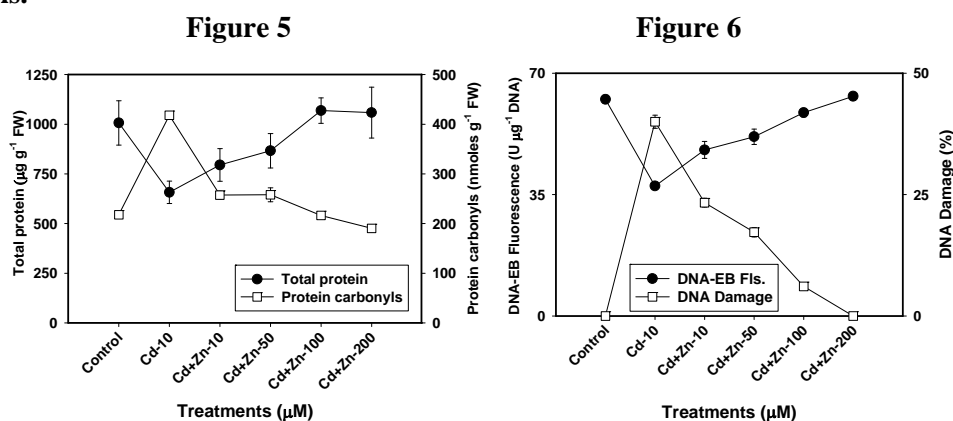 Figure 5
Figure 6
Total protein (µg g⁻¹ FW)
1250
1000
750
500
250
0
Total protein
Protein carbonyls
500
400
300
200
100
0
Protein carbonyls (nmoles g⁻¹ FW)
Control
Cd-10
Cd+Zn-10
Cd+Zn-50
Cd+Zn-100
Cd+Zn-200
Treatments (µM)
DNA-EB Fluorescence (U µg⁻¹ DNA)
70
35
0
DNA-EB Fls.
DNA Damage
50
25
0
DNA Damage (%)
Control
Cd-10
Cd+Zn-10
Cd+Zn-50
Cd+Zn-100
Cd+Zn-200
Treatments (µM)